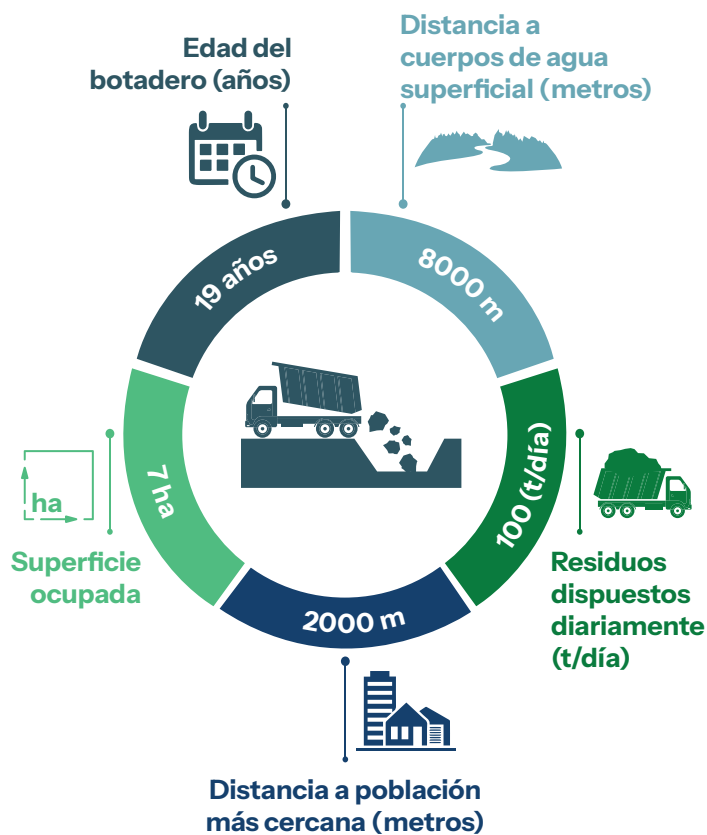 Edad del
botadero (años)
Distancia a
cuerpos de agua
superficial (metros)
19 años
8000 m
7 ha
100 (t/día)
2000 m
ha
Superficie
ocupada
Residuos
dispuestos
diariamente
(t/día)
Distancia a población
más cercana (metros)